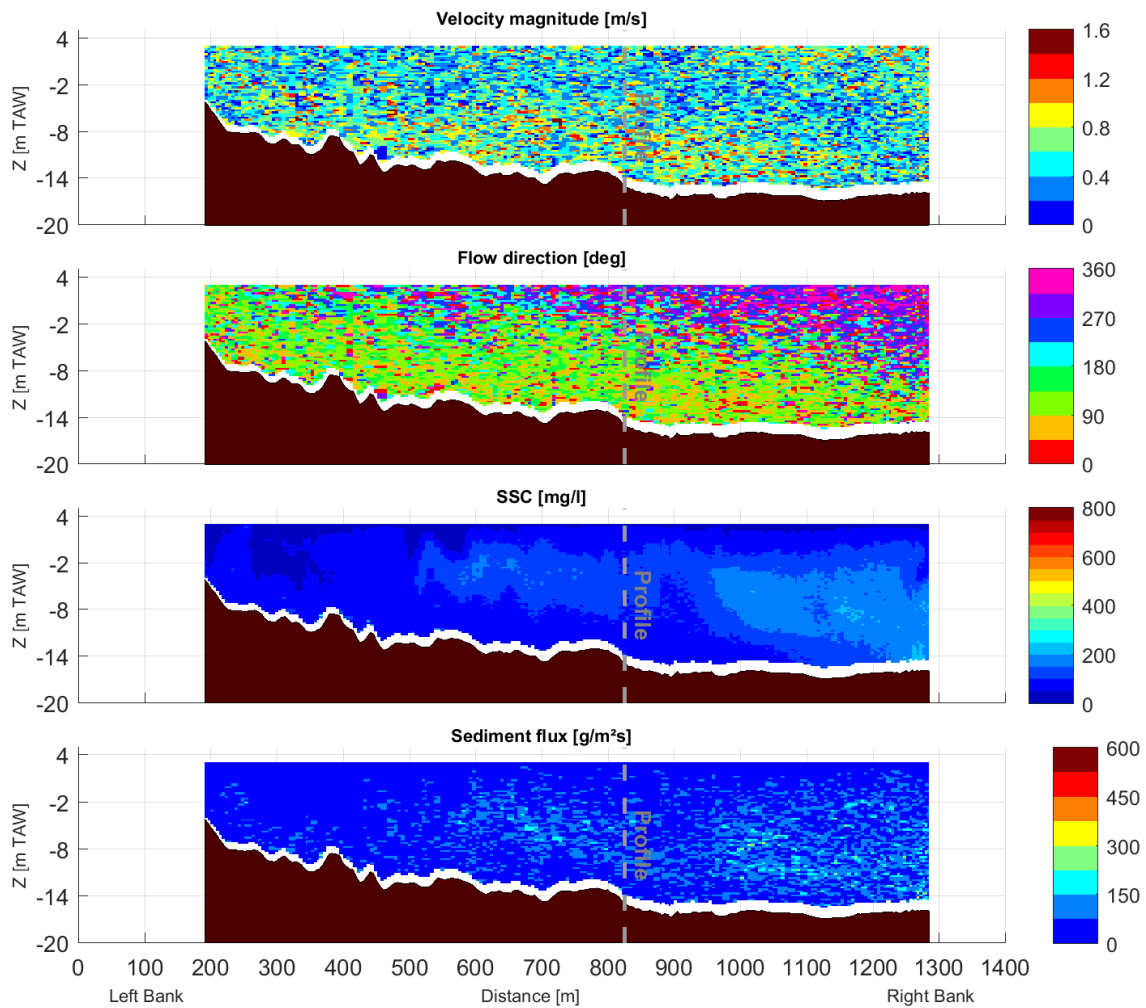 Velocity magnitude [m/s]
4
-2
-8
-14
-20
Z [m TAW]
Profile
1.6
1.2
0.8
0.4
0
Flow direction [deg]
4
-2
-8
-14
-20
Z [m TAW]
Profile
360
270
180
90
0
SSC [mg/l]
4
-2
-8
-14
-20
Z [m TAW]
Profile
800
600
400
200
0
Sediment flux [g/m²s]
4
-2
-8
-14
-20
Z [m TAW]
Profile
600
450
300
150
0
0 100 200 300 400 500 600 700 800 900 1000 1100 1200 1300 1400
Left Bank Distance [m] Right Bank